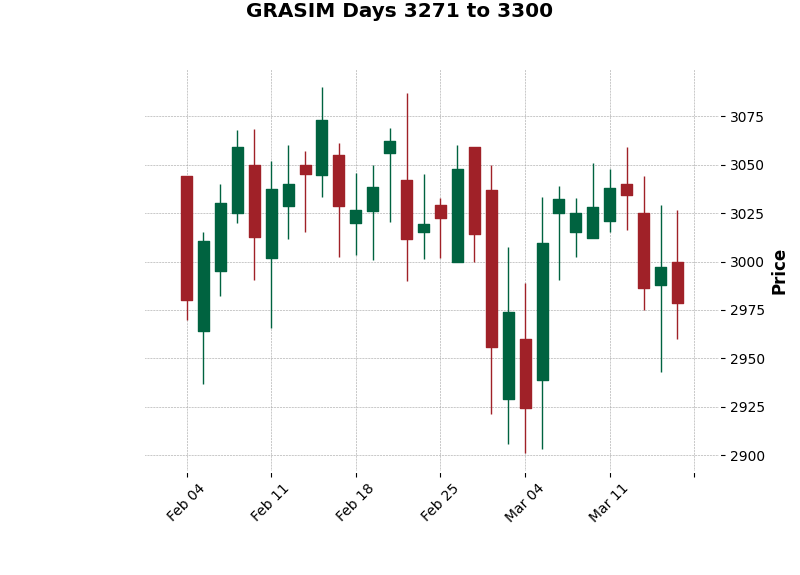 GRASIM Days 3271 to 3300
3075
3050
3025
3000
2975
2950
2925
2900
Price
Feb 04
Feb 11
Feb 18
Feb 25
Mar 04
Mar 11